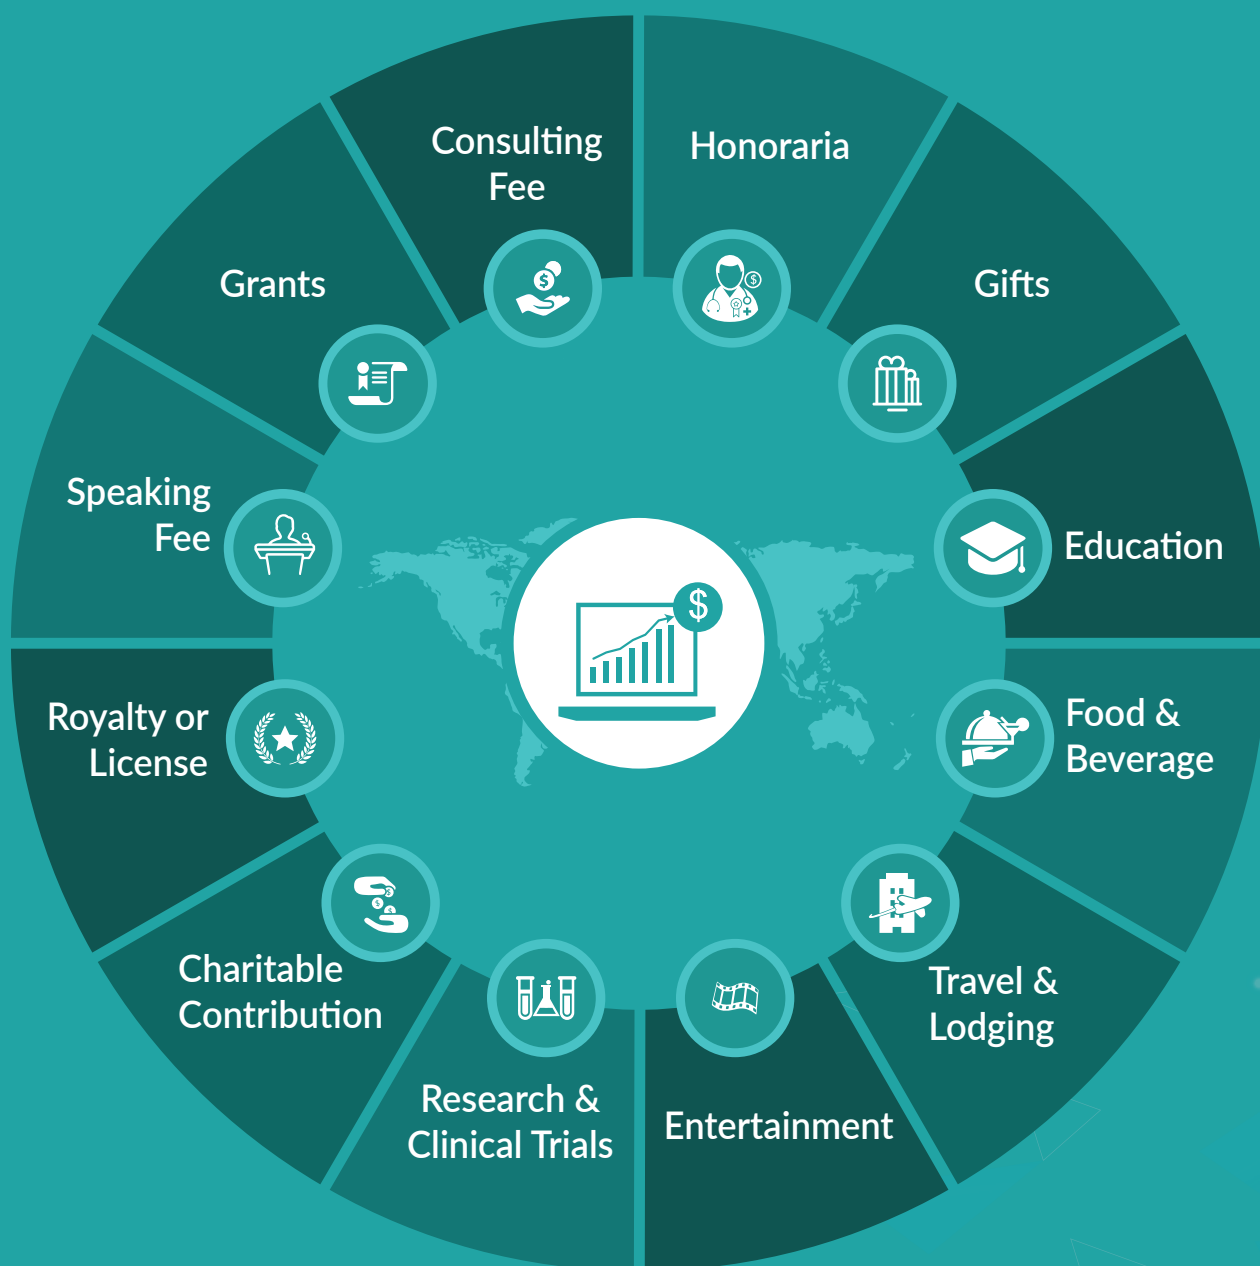 Consulting
Fee
Honoraria
Gifts
Education
Food &
Beverage
Travel &
Lodging
Entertainment
Research &
Clinical Trials
Charitable
Contribution
Royalty or
License
Speaking
Fee
Grants
$